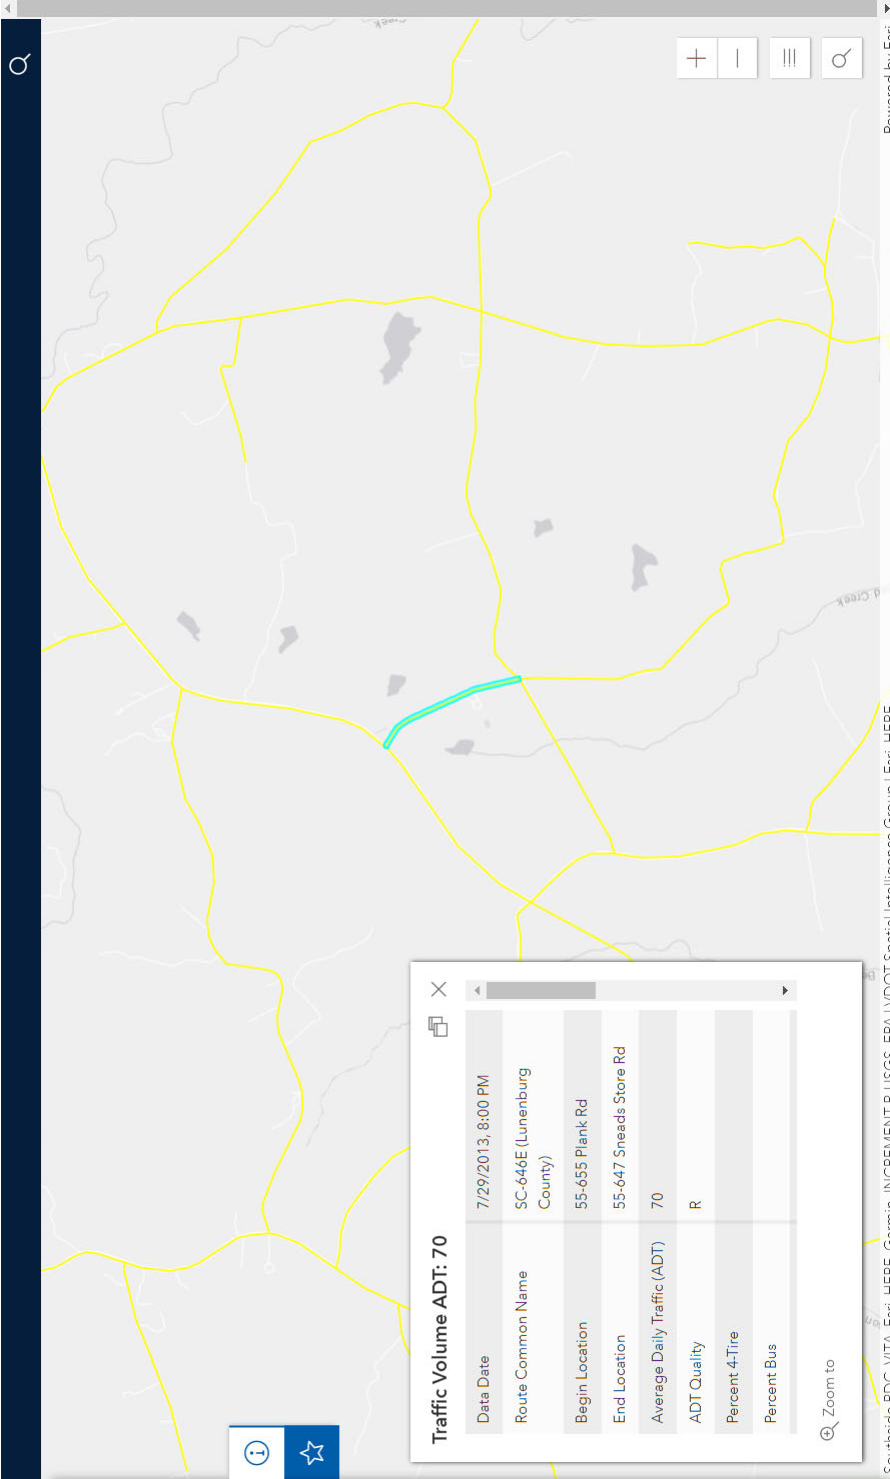 Creek
d Creek
Traffic Volume ADT: 70
Data Date 7/29/2013, 8:00 PM
Route Common Name SC-646E (Lunenburg
County)
Begin Location 55-655 Plank Rd
End Location 55-647 Sneads Store Rd
Average Daily Traffic (ADT) 70
ADT Quality R
Percent 4-Tire
Percent Bus
Zoom to
Powered by Esri